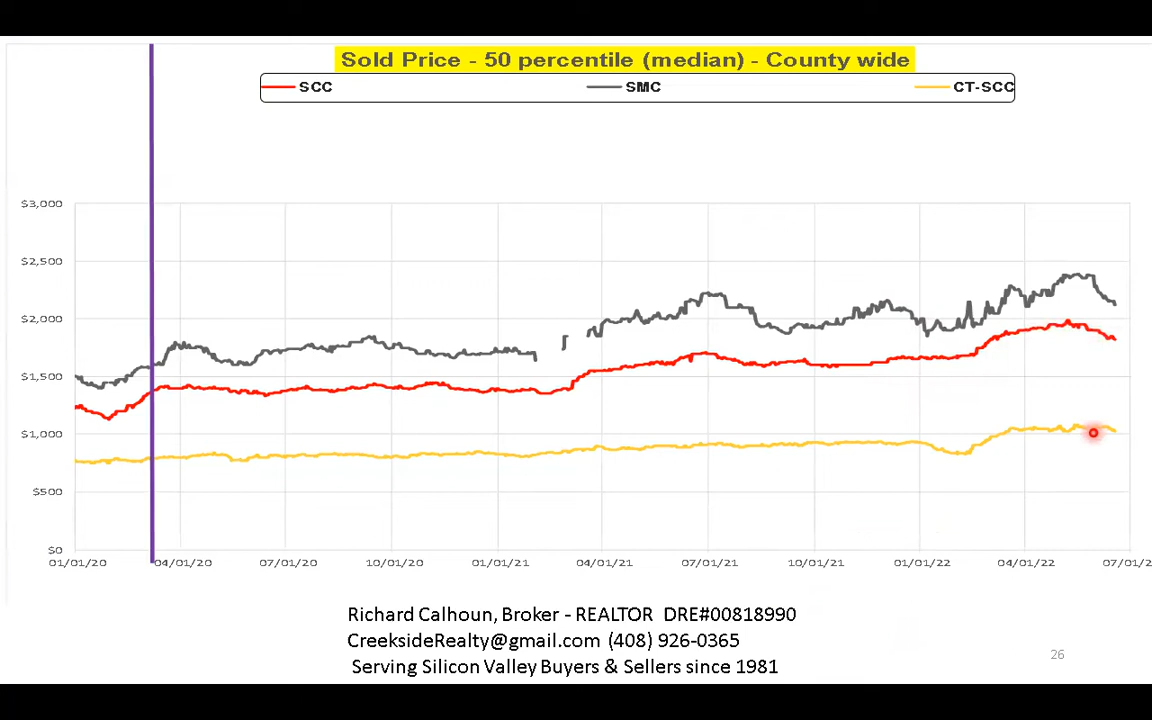 Sold Price - 50 percentile (median) - County wide
SCC SMC CT-SCC
$3,000
$2,500
$2,000
$1,500
$1,000
$500
$0
01/01/20 04/01/20 07/01/20 10/01/20 01/01/21 04/01/21 07/01/21 10/01/21 01/01/22 04/01/22 07/01/2
Richard Calhoun, Broker - REALTOR DRE#00818990
CreeksideRealty@gmail.com (408) 926-0365
Serving Silicon Valley Buyers & Sellers since 1981
26